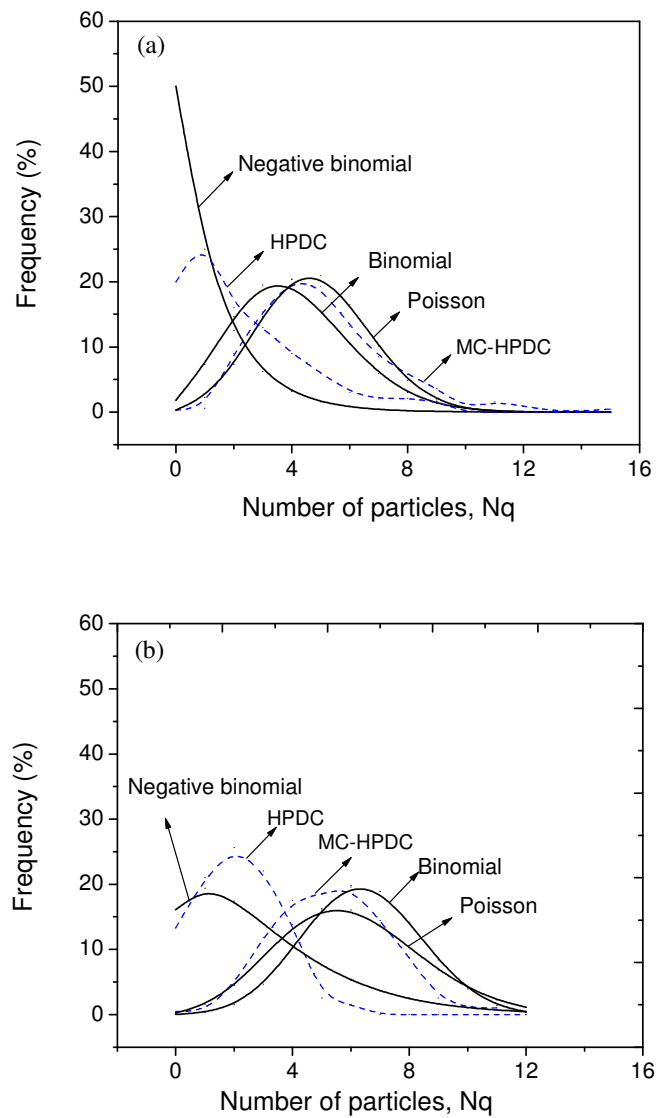 (a)
60
50
40
30
20
10
0
Frequency (%)
Negative binomial
HPDC
Binomial
Poisson
MC-HPDC
0 4 8 12 16
Number of particles, Nq
(b)
60
50
40
30
20
10
0
Frequency (%)
Negative binomial
HPDC
MC-HPDC
Binomial
Poisson
0 4 8 12 16
Number of particles, Nq